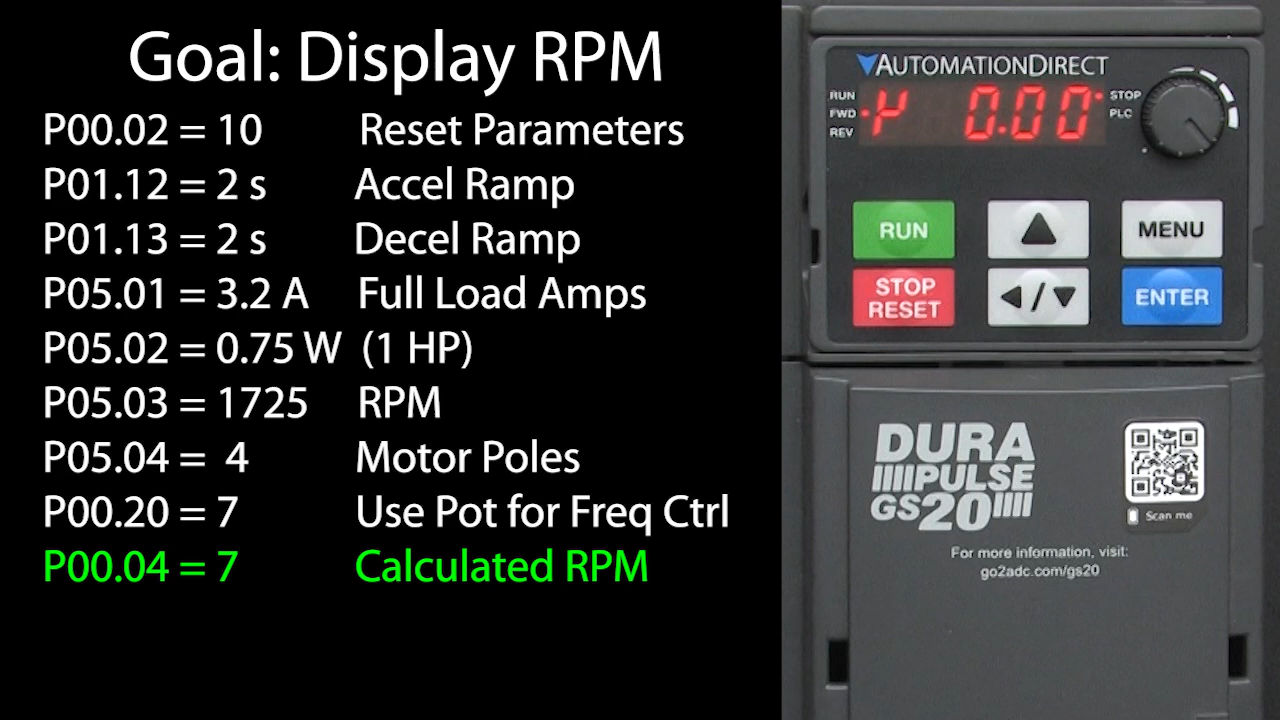 Goal: Display RPM
P00.02 = 10 Reset Parameters
P01.12 = 2 s Accel Ramp
P01.13 = 2 s Decel Ramp
P05.01 = 3.2 A Full Load Amps
P05.02 = 0.75 W (1 HP)
P05.03 = 1725 RPM
P05.04 = 4 Motor Poles
P00.20 = 7 Use Pot for Freq Ctrl
P00.04 = 7 Calculated RPM
AUTOMATIONDIRECT
RUN
FWD
REV
0.00
STOP
PLC
RUN
MENU
STOP
RESET
ENTER
DURA
PULSE
GS20
Scan me
For more information, visit:
go2adc.com/gs20